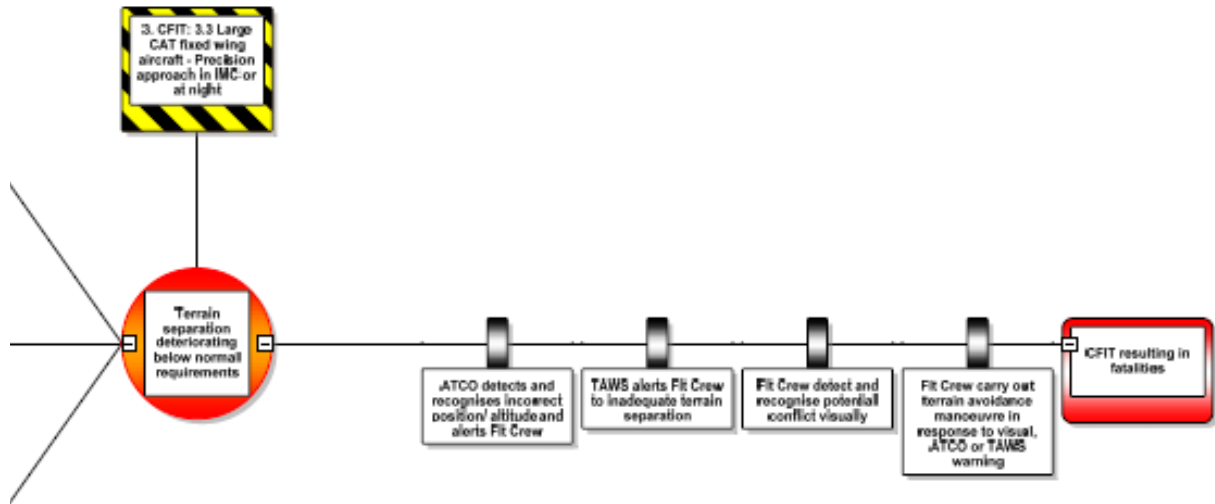 3. CFIT: 3.3 Large
CAT fixed wing
aircraft - Precision
approach in IMC or
at night
Terrain
separation
deteriorating
below normal
requirements
ATCO detects and
recognises incorrect
position/ altitude and
alerts Flt Crew
TAWS alerts Flt Crew
to inadequate terrain
separation
Flt Crew detect and
recognise potential
conflict visually
Flt Crew carry out
terrain avoidance
manoeuvre in
response to visual,
ATCO or TAWS
warning
CFIT resulting in
fatalities